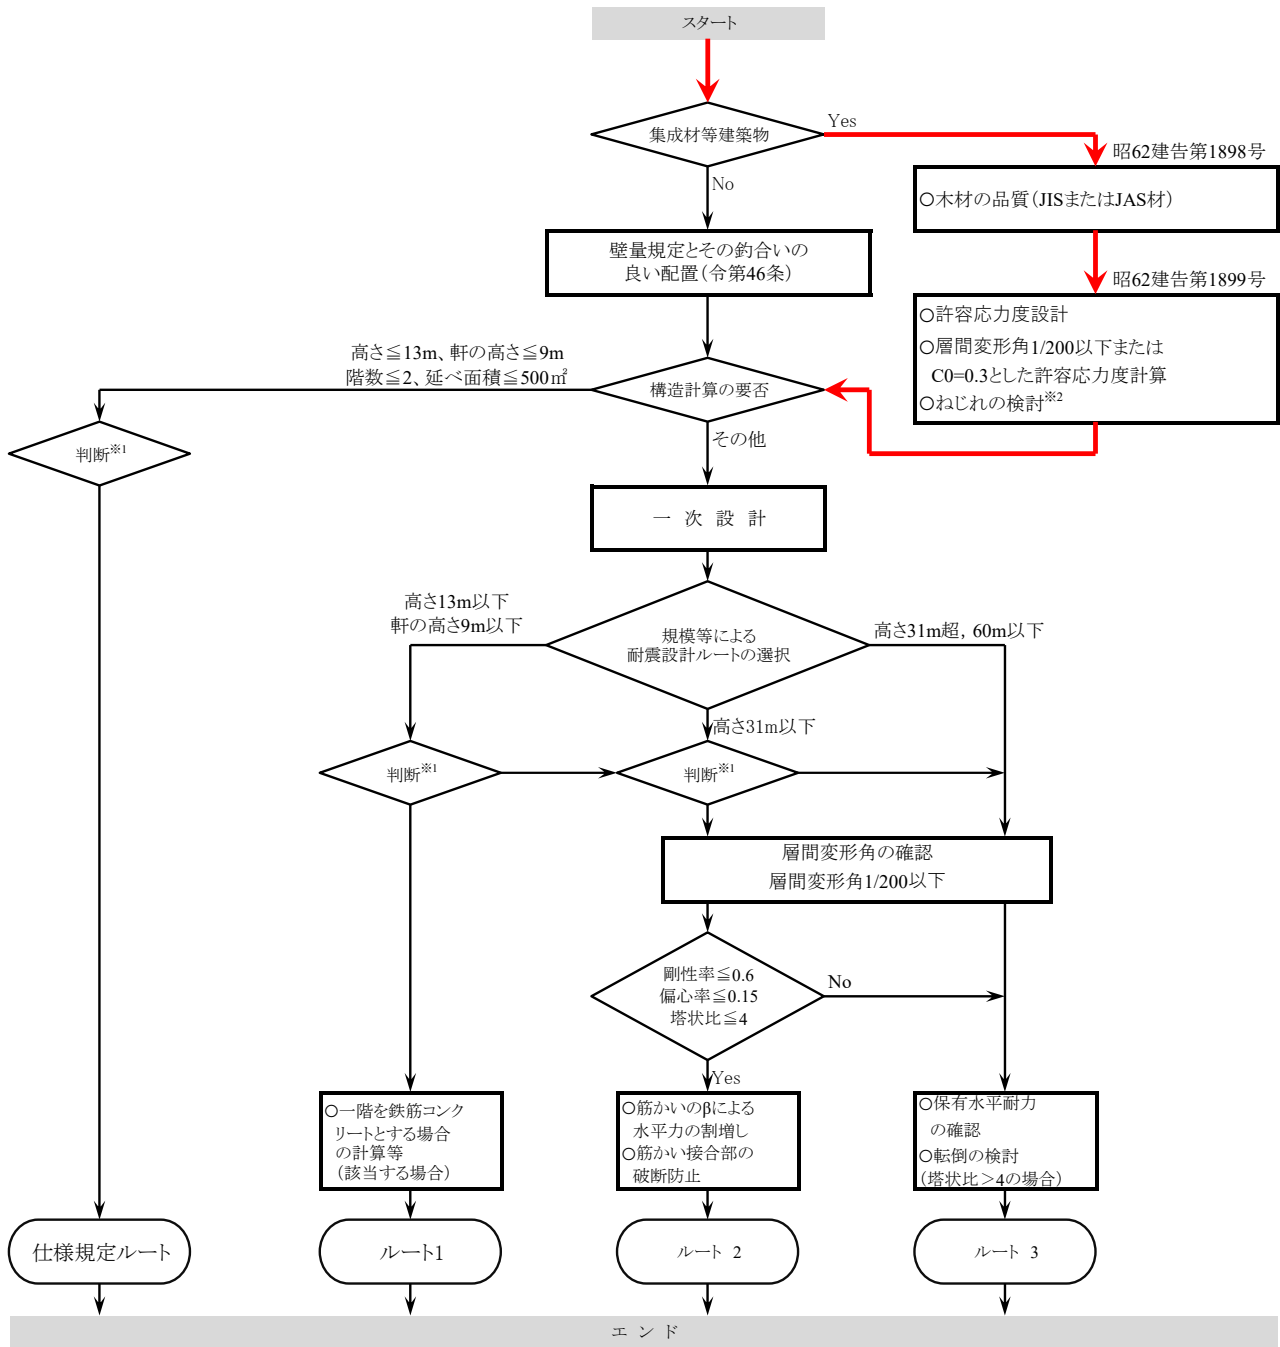 スタート
集成材等建築物
Yes
No
昭62建告第1898号
○木材の品質（JISまたはJAS材）
壁量規定とその釣合いの
良い配置（令第46条）
昭62建告第1899号
○許容応力度設計
○層間変形角1/200以下または
C0=0.3とした許容応力度計算
○ねじれの検討※2
高さ≦13m、軒の高さ≦9m
階数≦2、延べ面積≦500㎡
構造計算の要否
判断※1
その他
一 次 設 計
高さ13m以下
軒の高さ9m以下
規模等による
耐震設計ルートの選択
高さ31m超，60m以下
高さ31m以下
判断※1
判断※1
層間変形角の確認
層間変形角1/200以下
剛性率≦0.6
偏心率≦0.15
塔状比≦4
No
Yes
○一階を鉄筋コンク
リートとする場合
の計算等
（該当する場合）
○筋かいのβによる
水平力の割増し
○筋かい接合部の
破断防止
○保有水平耐力
の確認
○転倒の検討
（塔状比＞4の場合）
仕様規定ルート
ルート1
ルート 2
ルート 3
エ ン ド